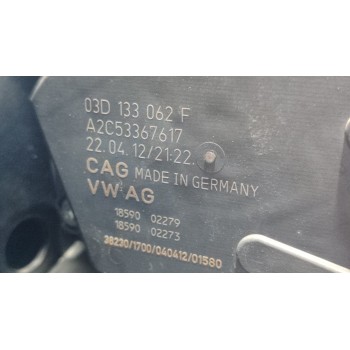 03D 133 062 F
A2C53367617
22.04.12/21:22
CAG MADE IN GERMANY
VW AG
18590 02279
18590 02273
38230/1700/040412/01580